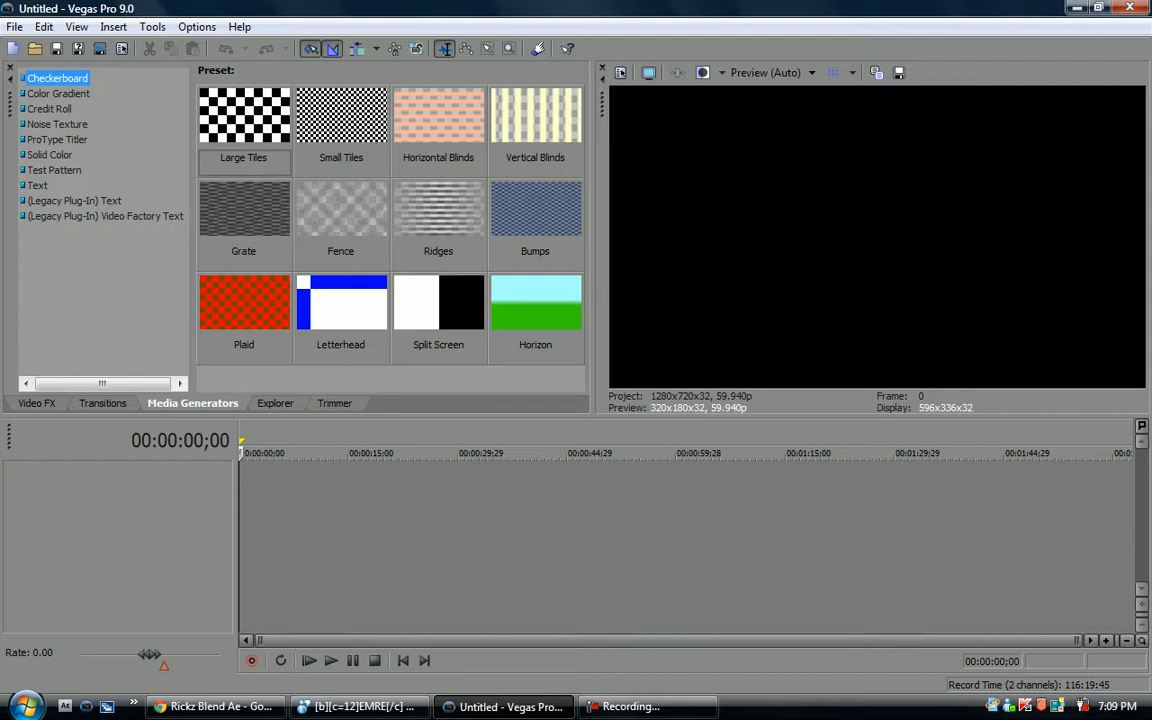 Untitled - Vegas Pro 9.0
File Edit View Insert Tools Options Help
Preset:
Checkerboard
Color Gradient
Credit Roll
Noise Texture
ProType Titler
Solid Color
Test Pattern
Text
(Legacy Plug-In) Text
(Legacy Plug-In) Video Factory Text
Large Tiles Small Tiles Horizontal Blinds Vertical Blinds
Grate Fence Ridges Bumps
Plaid Letterhead Split Screen Horizon
Video FX Transitions Media Generators Explorer Trimmer
Preview (Auto)
Project: 1280x720x32, 59.940p Frame: 0
Preview: 320x180x32, 59.940p Display: 596x336x32
00:00:00;00
0:00:00:00 00:00:15;00 00:00:29;29 00:00:44;29 00:00:59;28 00:01:15;00 00:01:29;29 00:01:44;29 00:0
Rate: 0.00
00:00:00;00
Record Time (2 channels): 116:19:45
Ae Rickz Blend Ae - Go... [b][c=12]EMRE[/c] ... Untitled - Vegas Pro... Recording... 7:09 PM